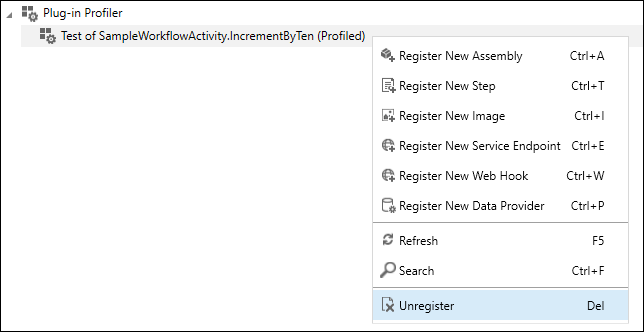 Plug-in Profiler
Test of SampleWorkflowActivity.IncrementByTen (Profiled)
Register New Assembly Ctrl+A
Register New Step Ctrl+T
Register New Image Ctrl+I
Register New Service Endpoint Ctrl+E
Register New Web Hook Ctrl+W
Register New Data Provider Ctrl+P
Refresh F5
Search Ctrl+F
Unregister Del